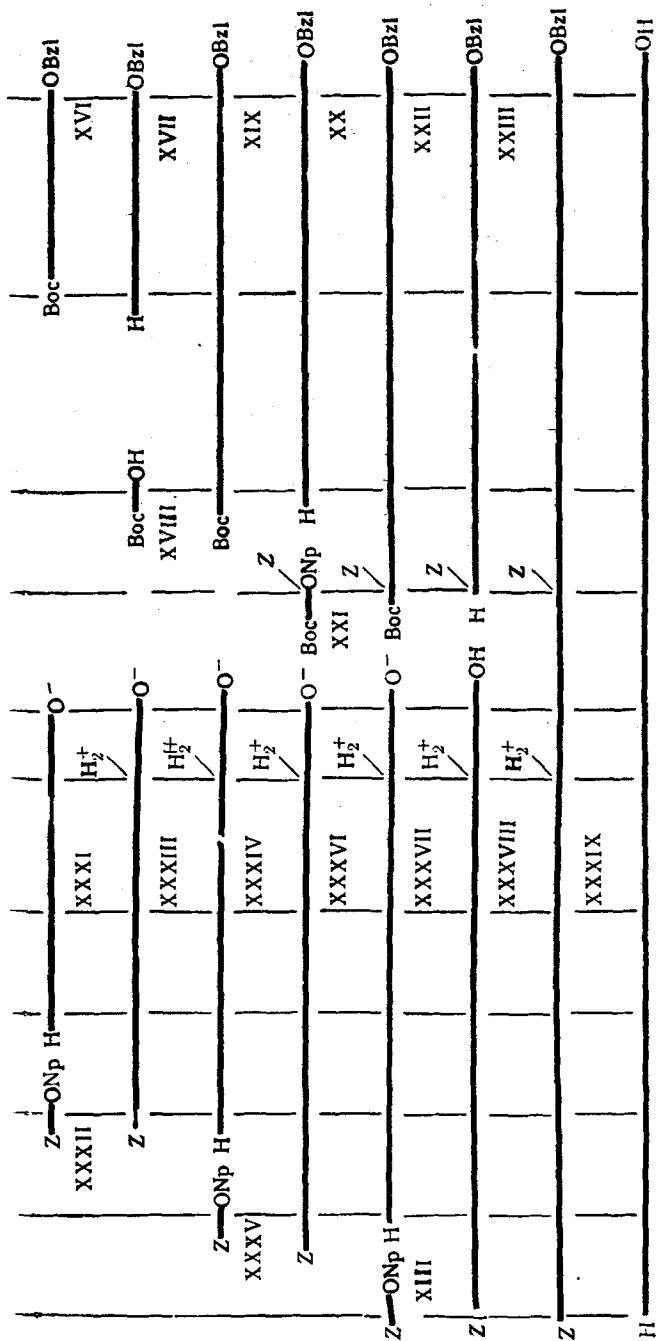 Z ONp H O⁻ Boc OBzl
XXXII XXXI H₂⁺ XVI
Z O⁻ Boc OH H OBzl
XXXIII H₂⁺ XVIII XVII
Z ONp H O⁻ Boc OBzl
XXXV XXXIV H₂⁺ Z XIX
Z O⁻ Boc ONp H OBzl
XXXVI H₂⁺ XXI Z XX
Z ONp H O⁻ Boc OBzl
XIII XXXVII H₂⁺ Z XXII
Z OH H OBzl
XXXVIII H₂⁺ Z XXIII
Z OBzl
XXXIX
H OH